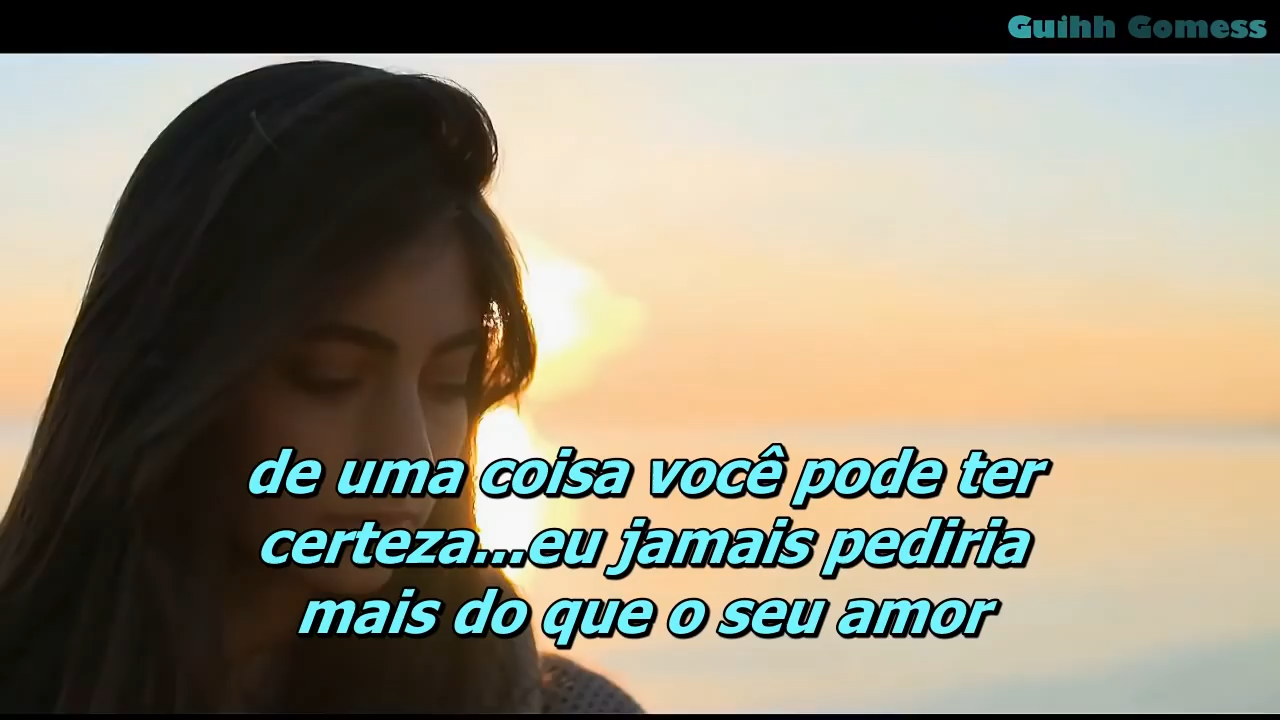 Guihh Gomess
de uma coisa você pode ter
certeza...eu jamais pediria
mais do que o seu amor